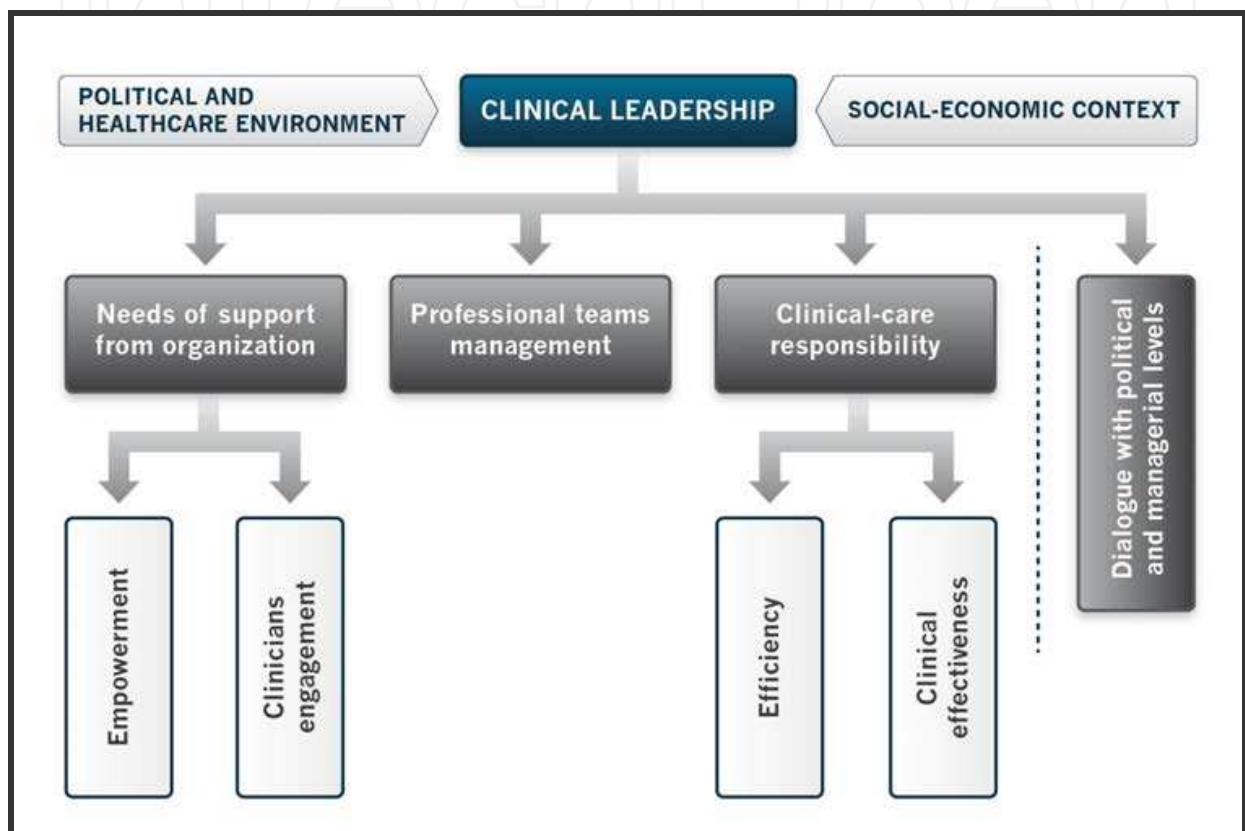 POLITICAL AND
HEALTHCARE ENVIRONMENT
CLINICAL LEADERSHIP
SOCIAL-ECONOMIC CONTEXT
Needs of support
from organization
Professional teams
management
Clinical-care
responsibility
Dialogue with political
and managerial levels
Empowerment
Clinicians
engagement
Efficiency
Clinical
effectiveness